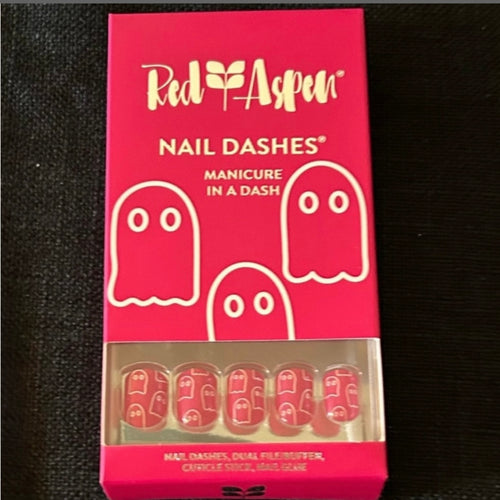 Red Aspen®
NAIL DASHES®
MANICURE
IN A DASH
NAIL DASHES, DUAL FILE/BUFFER,
CUTICLE STICK, NAIL GLUE